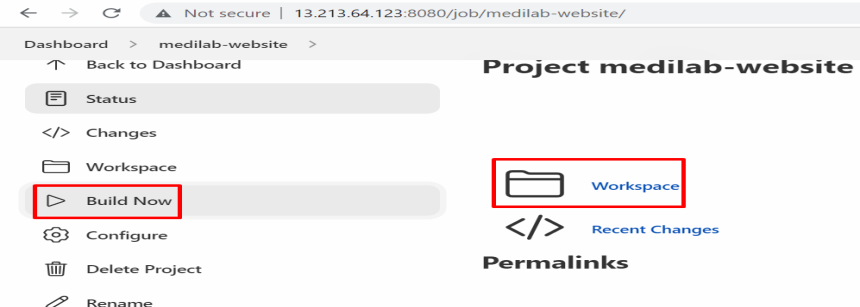 Not secure | 13.213.64.123:8080/job/medilab-website/
Dashboard > medilab-website >
Back to Dashboard
Status
Changes
Workspace
Build Now
Configure
Delete Project
Rename
Project medilab-website
Workspace
Recent Changes
Permalinks